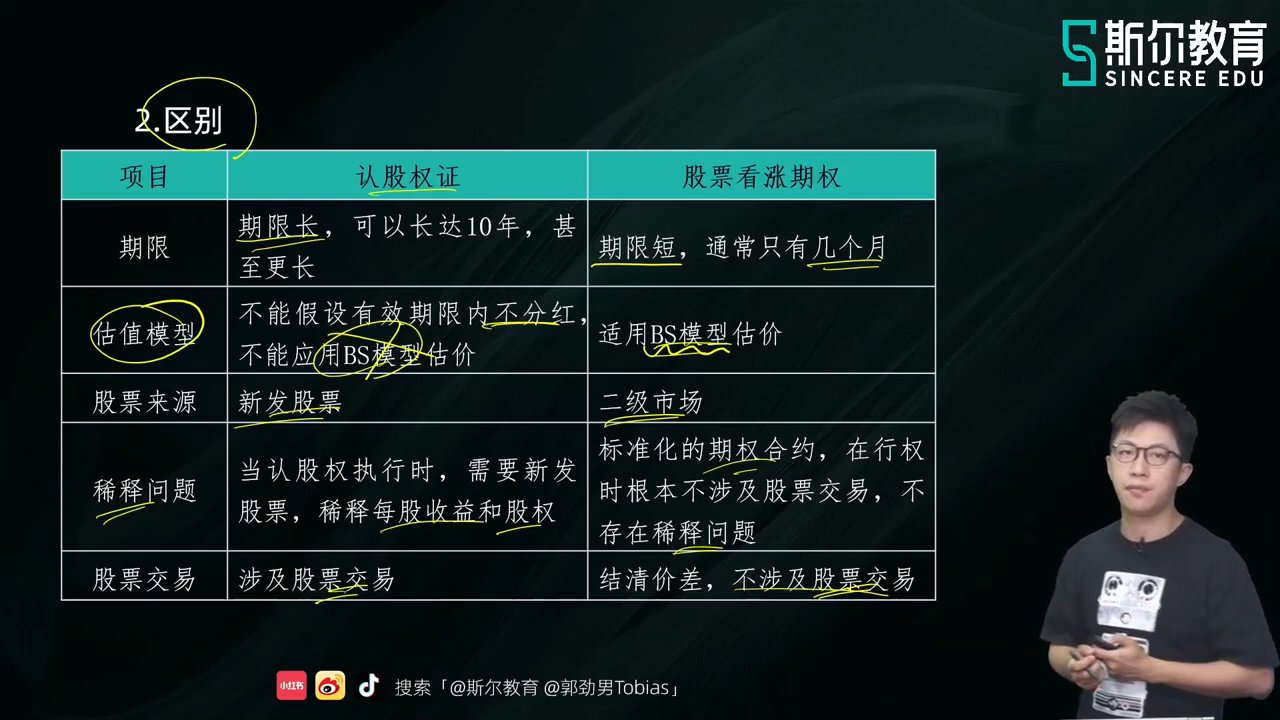 斯尔教育
SINCERE EDU
2.区别
项目
认股权证
股票看涨期权
期限
期限长，可以长达10年，甚
至更长
期限短，通常只有几个月
估值模型
不能假设有效期限内不分红，
不能应用BS模型估价
适用BS模型估价
股票来源
新发股票
二级市场
稀释问题
当认股权执行时，需要新发
股票，稀释每股收益和股权
标准化的期权合约，在行权
时根本不涉及股票交易，不
存在稀释问题
股票交易
涉及股票交易
结清价差，不涉及股票交易
小红书
搜索「@斯尔教育 @郭劲男Tobias」